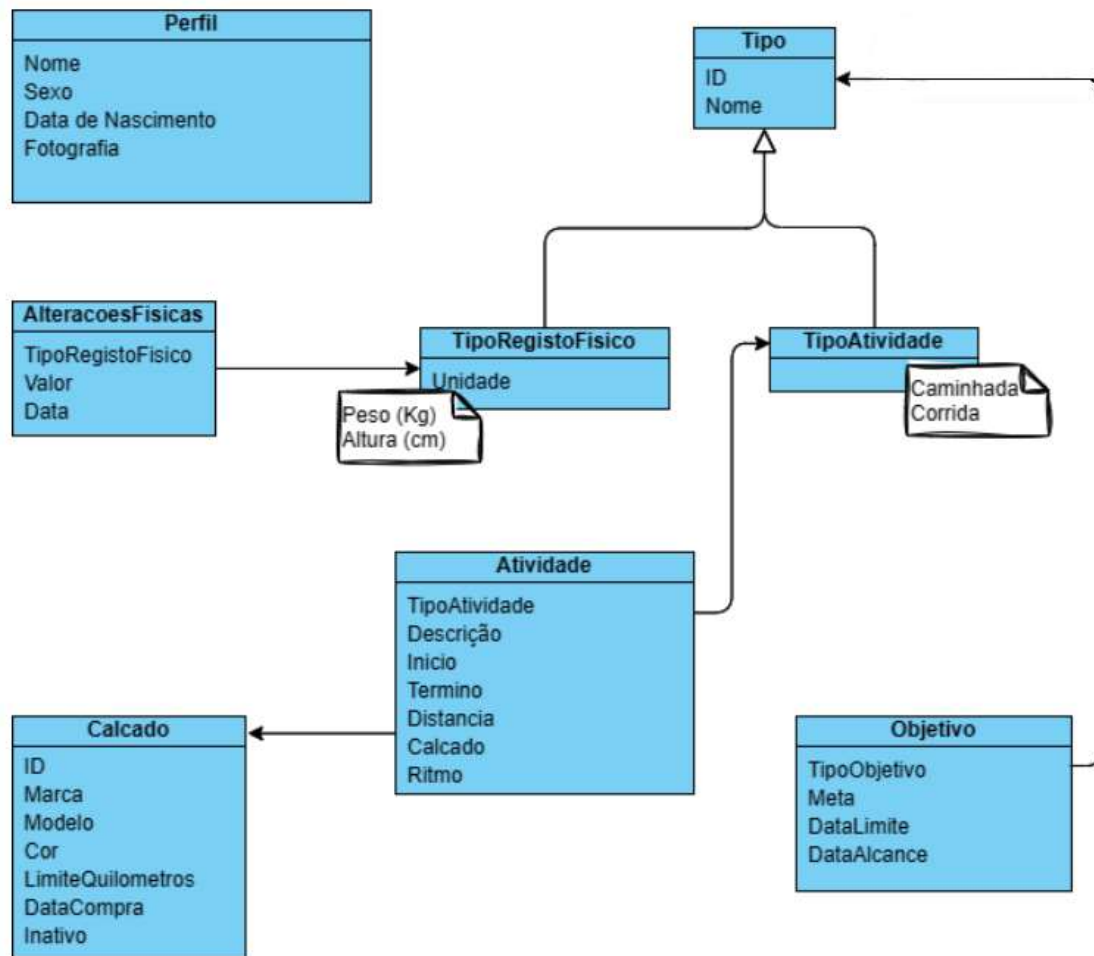 Perfil
Nome
Sexo
Data de Nascimento
Fotografia
Tipo
ID
Nome
AlteracoesFisicas
TipoRegistoFisico
Valor
Data
TipoRegistoFisico
Unidade
Peso (Kg)
Altura (cm)
TipoAtividade
Caminhada
Corrida
Atividade
TipoAtividade
Descrição
Inicio
Termino
Distancia
Calcado
Ritmo
Calcado
ID
Marca
Modelo
Cor
LimiteQuilometros
DataCompra
Inativo
Objetivo
TipoObjetivo
Meta
DataLimite
DataAlcance